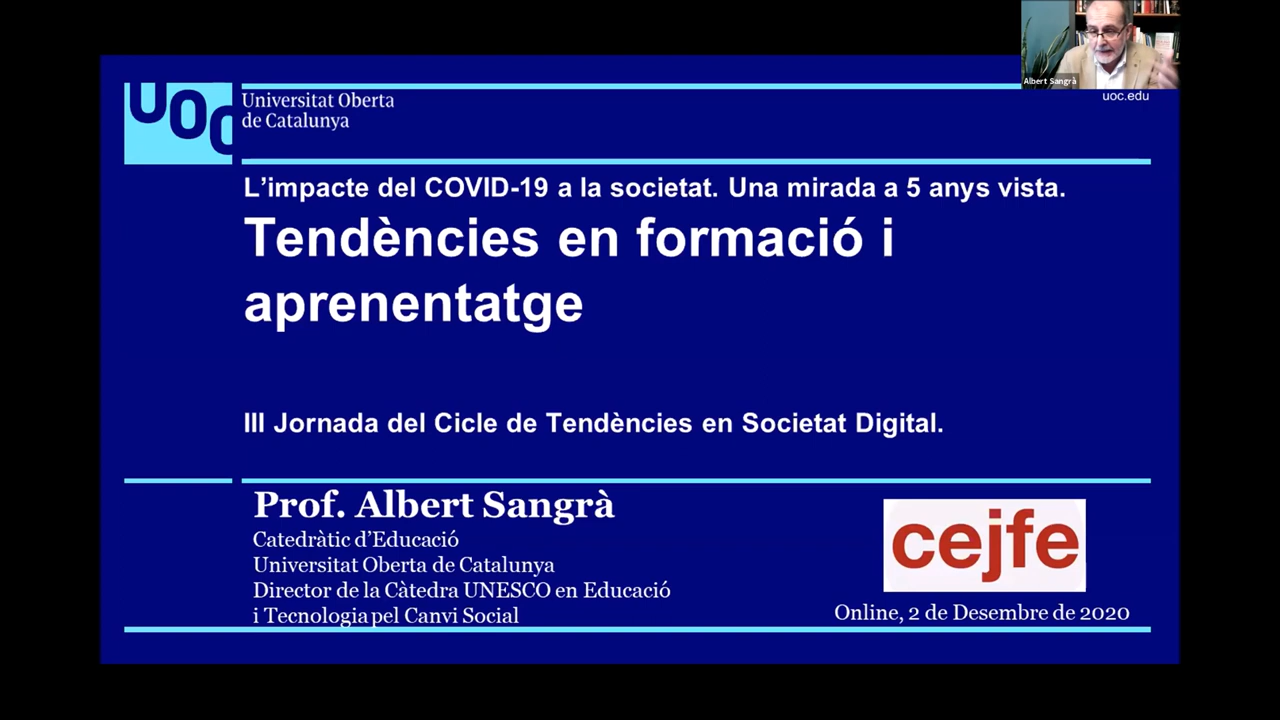 Albert Sangrà
UOC
Universitat Oberta
de Catalunya
uoc.edu
L’impacte del COVID-19 a la societat. Una mirada a 5 anys vista.
Tendències en formació i
aprenentatge
III Jornada del Cicle de Tendències en Societat Digital.
Prof. Albert Sangrà
Catedràtic d’Educació
Universitat Oberta de Catalunya
Director de la Càtedra UNESCO en Educació
i Tecnologia pel Canvi Social
cejfe
Online, 2 de Desembre de 2020